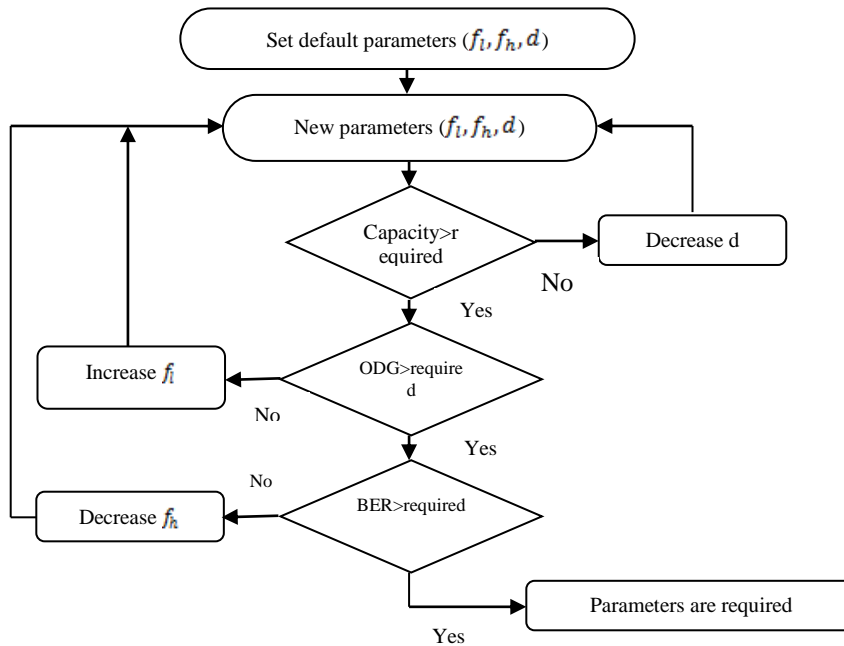 Set default parameters (f_l, f_h, d)
New parameters (f_l, f_h, d)
Capacity>r
equired
Decrease d
No
Yes
ODG>require
d
Increase f_l
No
Yes
BER>required
No
Decrease f_h
Parameters are required
Yes